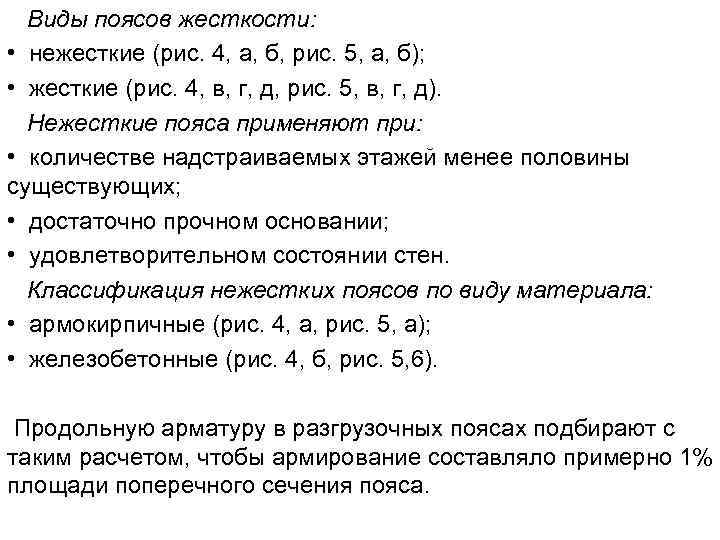 Виды поясов жесткости:
• нежесткие (рис. 4, а, б, рис. 5, а, б);
• жесткие (рис. 4, в, г, д, рис. 5, в, г, д).
Нежесткие пояса применяют при:
• количестве надстраиваемых этажей менее половины
существующих;
• достаточно прочном основании;
• удовлетворительном состоянии стен.
Классификация нежестких поясов по виду материала:
• армокирпичные (рис. 4, а, рис. 5, а);
• железобетонные (рис. 4, б, рис. 5,6).
Продольную арматуру в разгрузочных поясах подбирают с
таким расчетом, чтобы армирование составляло примерно 1%
площади поперечного сечения пояса.